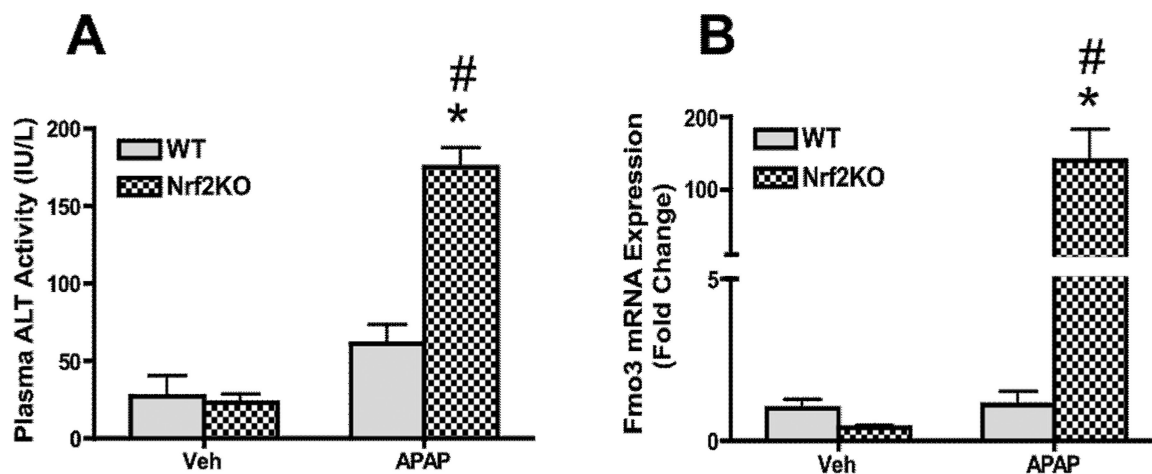 A
#
*
Plasma ALT Activity (IU/L)
200
150
100
50
0
WT
Nrf2KO
Veh
APAP
B
#
*
Fmo3 mRNA Expression
(Fold Change)
200
100
5
0
WT
Nrf2KO
Veh
APAP